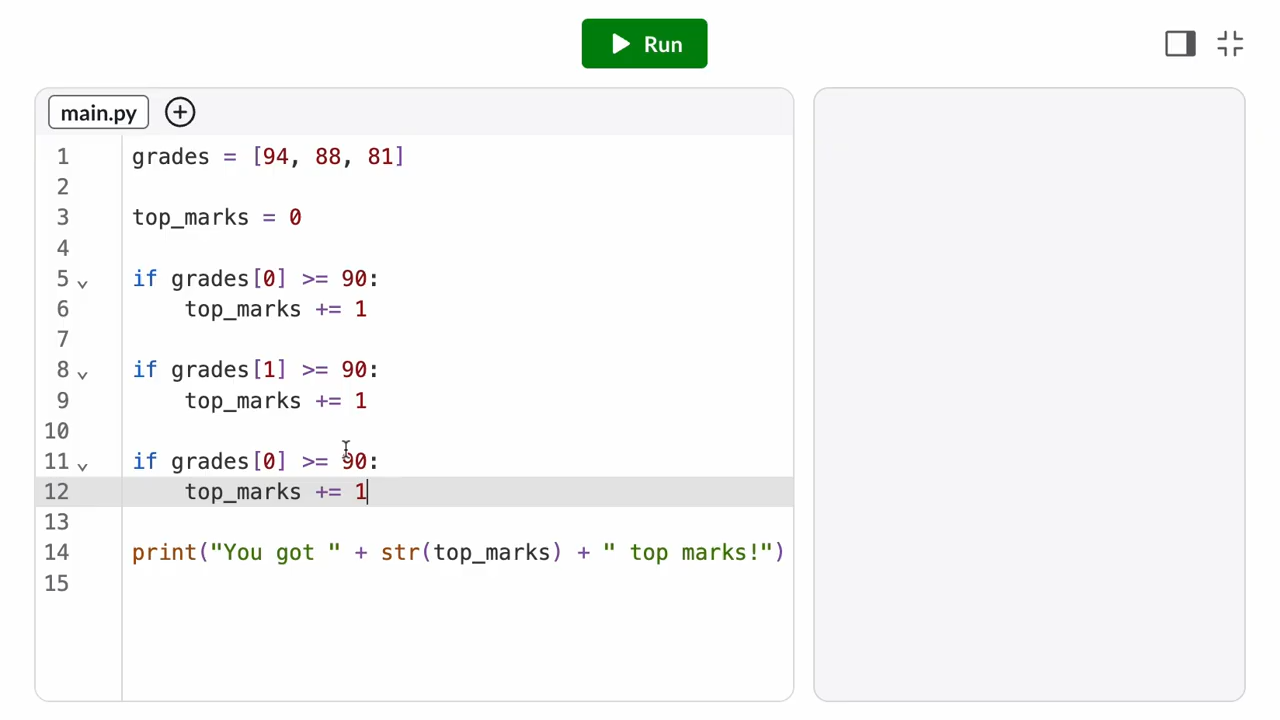 Run
main.py
1 grades = [94, 88, 81]
2
3 top_marks = 0
4
5 if grades[0] >= 90:
6     top_marks += 1
7
8 if grades[1] >= 90:
9     top_marks += 1
10
11 if grades[0] >= 90:
12     top_marks += 1
13
14 print("You got " + str(top_marks) + " top marks!")
15